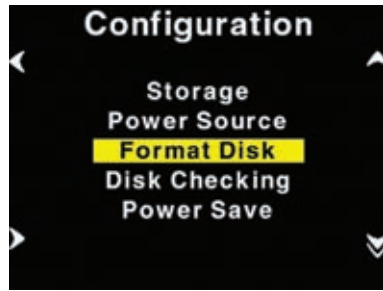 Configuration
Storage
Power Source
Format Disk
Disk Checking
Power Save